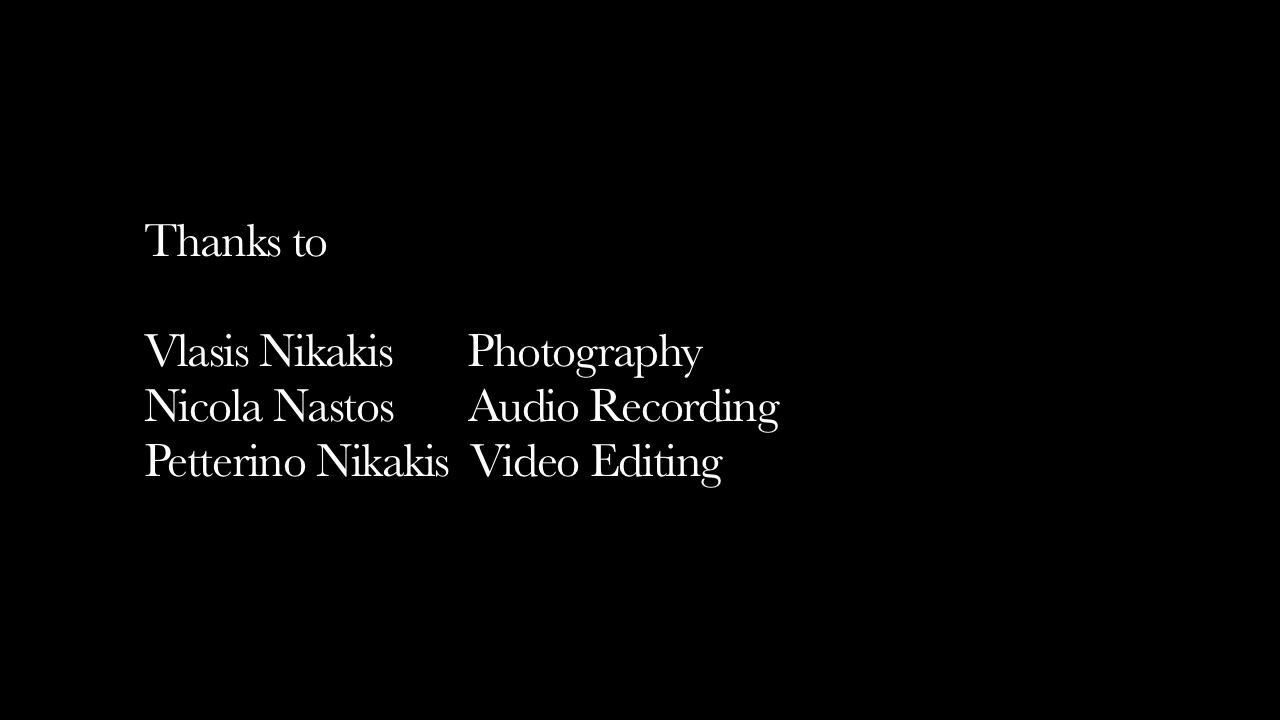 Thanks to
Vlasis Nikakis Photography
Nicola Nastos Audio Recording
Petterino Nikakis Video Editing